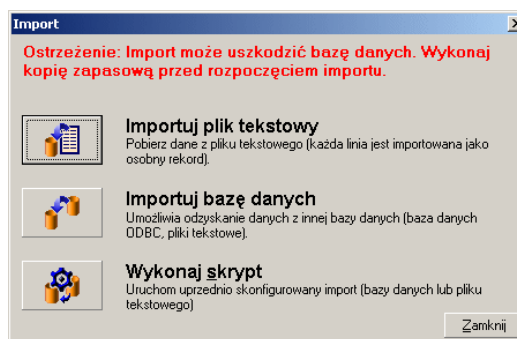 Import
Ostrzeżenie: Import może uszkodzić bazę danych. Wykonaj
kopię zapasową przed rozpoczęciem importu.
Importuj plik tekstowy
Pobierz dane z pliku tekstowego (każda linia jest importowana jako
osobny rekord).
Importuj bazę danych
Umożliwia odzyskanie danych z innej bazy danych (baza danych
ODBC, pliki tekstowe).
Wykonaj skrypt
Uruchom uprzednio skonfigurowany import (bazy danych lub pliku
tekstowego)
Zamknij